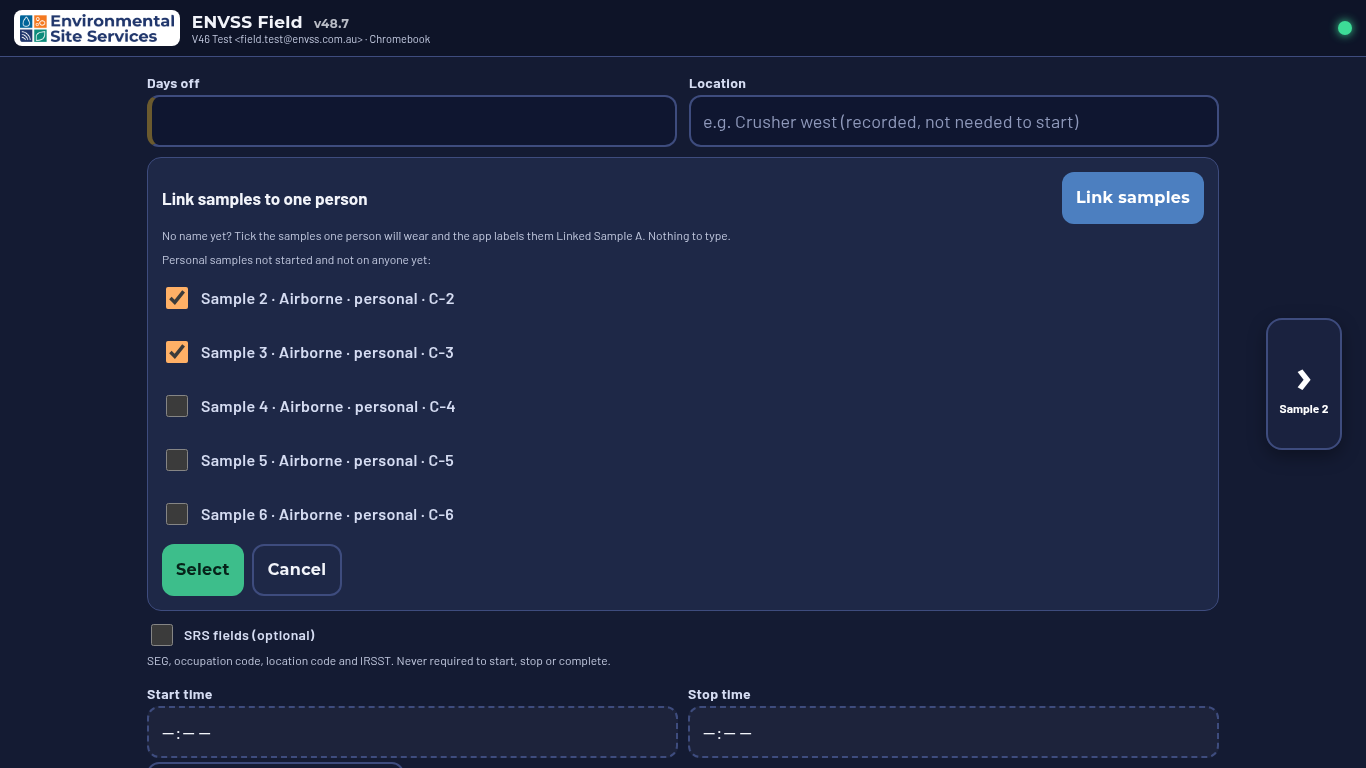 Environmental
Site Services
ENVSS Field v48.7
V46 Test <field.test@envss.com.au> · Chromebook
Days off
Location
e.g. Crusher west (recorded, not needed to start)
Link samples to one person
Link samples
No name yet? Tick the samples one person will wear and the app labels them Linked Sample A. Nothing to type.
Personal samples not started and not on anyone yet:
Sample 2 · Airborne · personal · C-2
Sample 3 · Airborne · personal · C-3
Sample 4 · Airborne · personal · C-4
Sample 5 · Airborne · personal · C-5
Sample 6 · Airborne · personal · C-6
Select
Cancel
›
Sample 2
SRS fields (optional)
SEG, occupation code, location code and IRSST. Never required to start, stop or complete.
Start time
Stop time
—:— —
—:— —